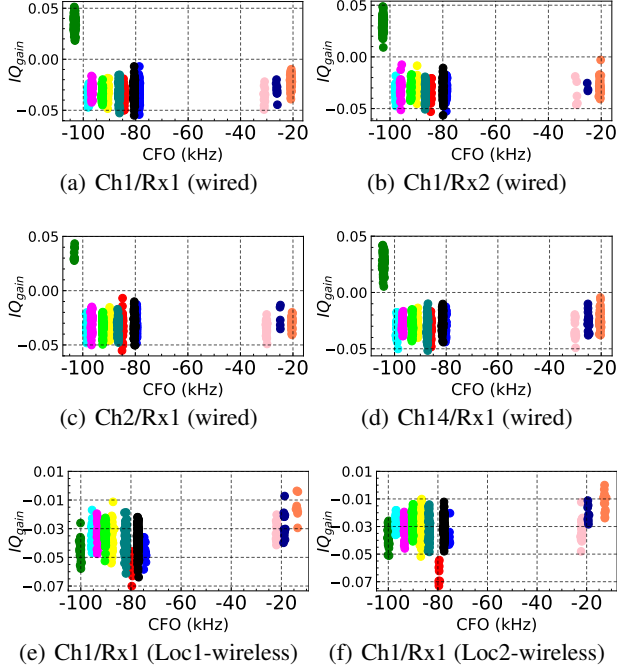 0.05
0.00
−0.05
IQgain
-100 -80 -60 -40 -20
CFO (kHz)
(a) Ch1/Rx1 (wired)
0.05
0.00
−0.05
IQgain
-100 -80 -60 -40 -20
CFO (kHz)
(b) Ch1/Rx2 (wired)
0.05
0.00
−0.05
IQgain
-100 -80 -60 -40 -20
CFO (kHz)
(c) Ch2/Rx1 (wired)
0.05
0.00
−0.05
IQgain
-100 -80 -60 -40 -20
CFO (kHz)
(d) Ch14/Rx1 (wired)
0.01
−0.01
−0.03
−0.05
−0.07
IQgain
-100 -80 -60 -40 -20
CFO (kHz)
(e) Ch1/Rx1 (Loc1-wireless)
0.01
−0.01
−0.03
−0.05
−0.07
IQgain
-100 -80 -60 -40 -20
CFO (kHz)
(f) Ch1/Rx1 (Loc2-wireless)